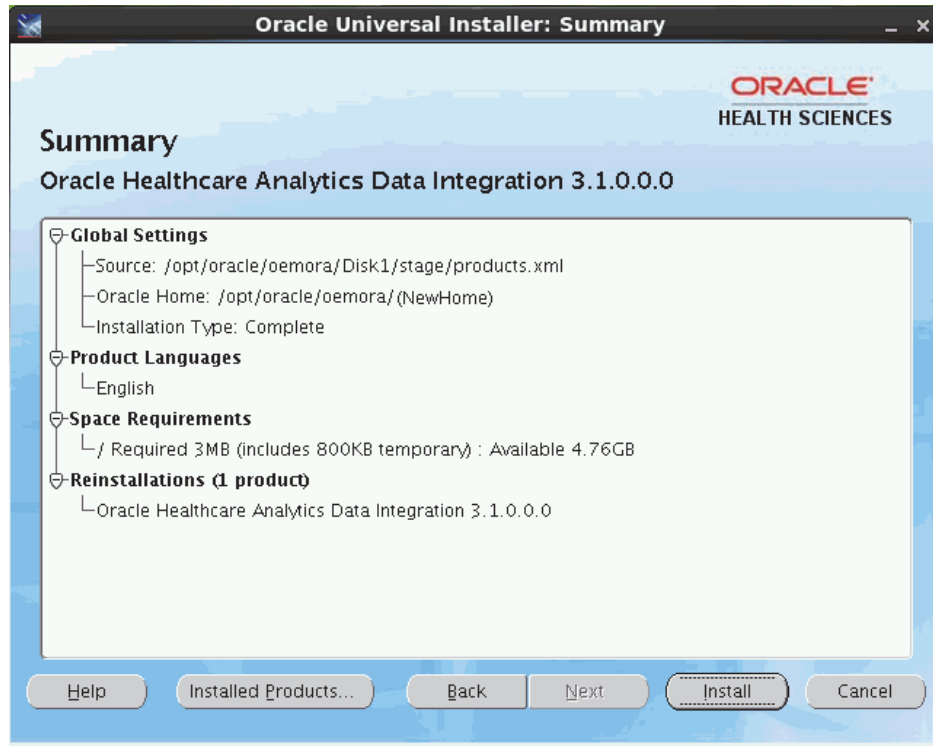 Oracle Universal Installer: Summary
ORACLE
HEALTH SCIENCES
Summary
Oracle Healthcare Analytics Data Integration 3.1.0.0.0
Global Settings
Source: /opt/oracle/oemora/Disk1/stage/products.xml
Oracle Home: /opt/oracle/oemora/(NewHome)
Installation Type: Complete
Product Languages
English
Space Requirements
/ Required 3MB (includes 800KB temporary) : Available 4.76GB
Reinstallations (1 product)
Oracle Healthcare Analytics Data Integration 3.1.0.0.0
Help Installed Products... Back Next Install Cancel